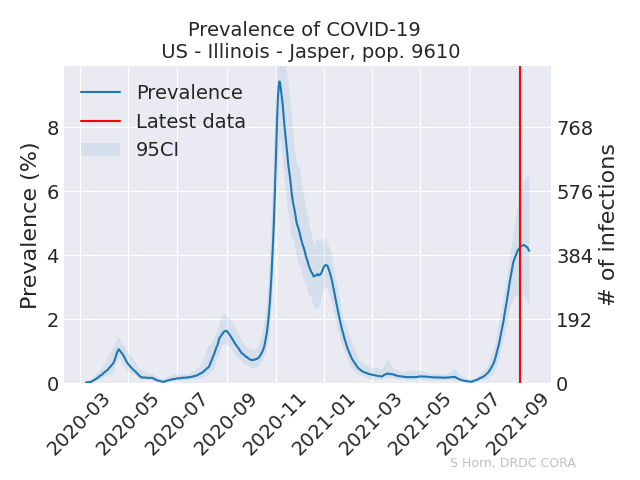 Prevalence of COVID-19
US - Illinois - Jasper, pop. 9610
Prevalence
Latest data
95CI
Prevalence (%)
8
6
4
2
0
768
576
384
192
0
# of infections
2020-03
2020-05
2020-07
2020-09
2020-11
2021-01
2021-03
2021-05
2021-07
2021-09
S Horn, DRDC CORA